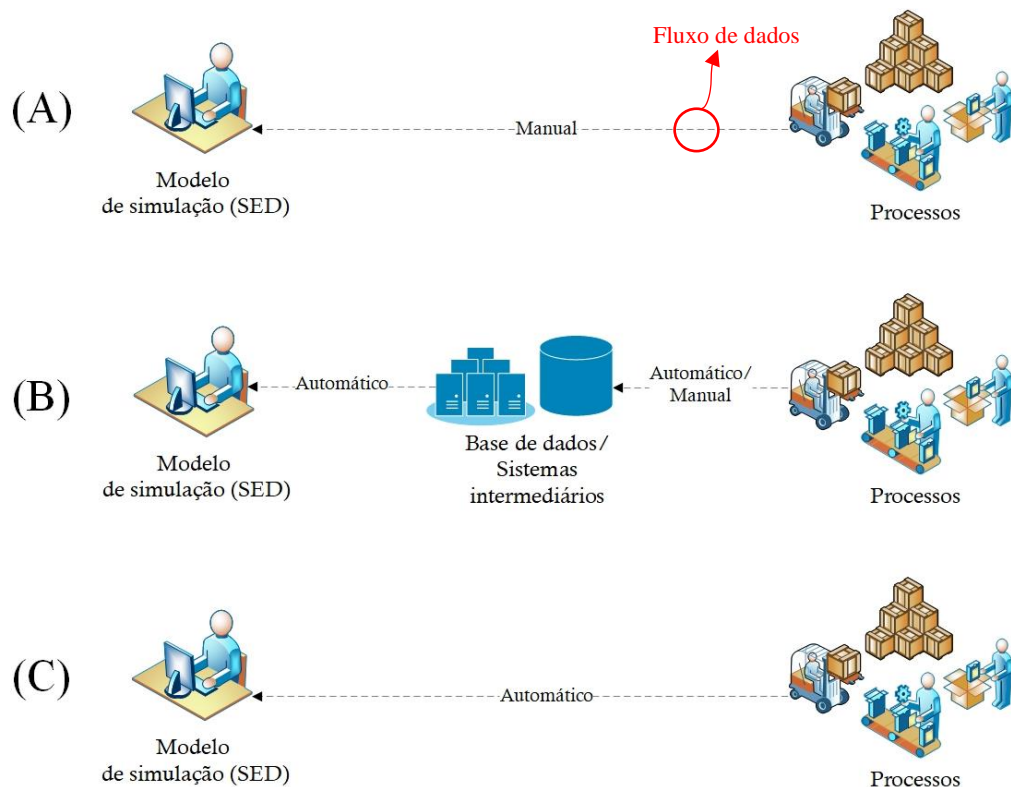 Fluxo de dados
(A)
Manual
Modelo
de simulação (SED)
Processos
(B)
Automático
Automático/
Manual
Base de dados/
Sistemas
intermediários
Modelo
de simulação (SED)
Processos
(C)
Automático
Modelo
de simulação (SED)
Processos